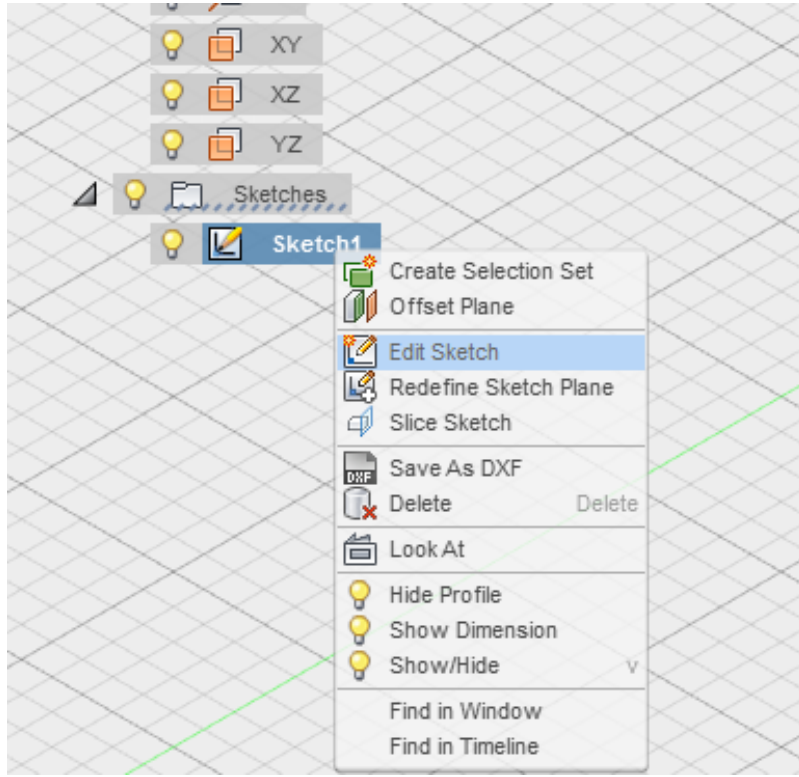 XY
XZ
YZ
Sketches
Sketch1
Create Selection Set
Offset Plane
Edit Sketch
Redefine Sketch Plane
Slice Sketch
DXF Save As DXF
Delete Delete
Look At
Hide Profile
Show Dimension
Show/Hide v
Find in Window
Find in Timeline